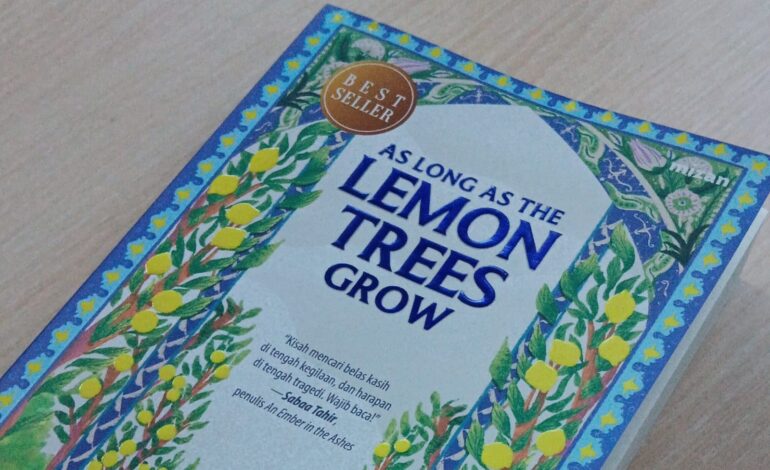 BEST
SELLER
mizan
AS LONG AS THE
LEMON
TREES
GROW
"Kisah mencari belas kasih
di tengah kegilaan, dan harapan
di tengah tragedi. Wajib baca!"
—Sabaa Tahir,
penulis An Ember in the Ashes